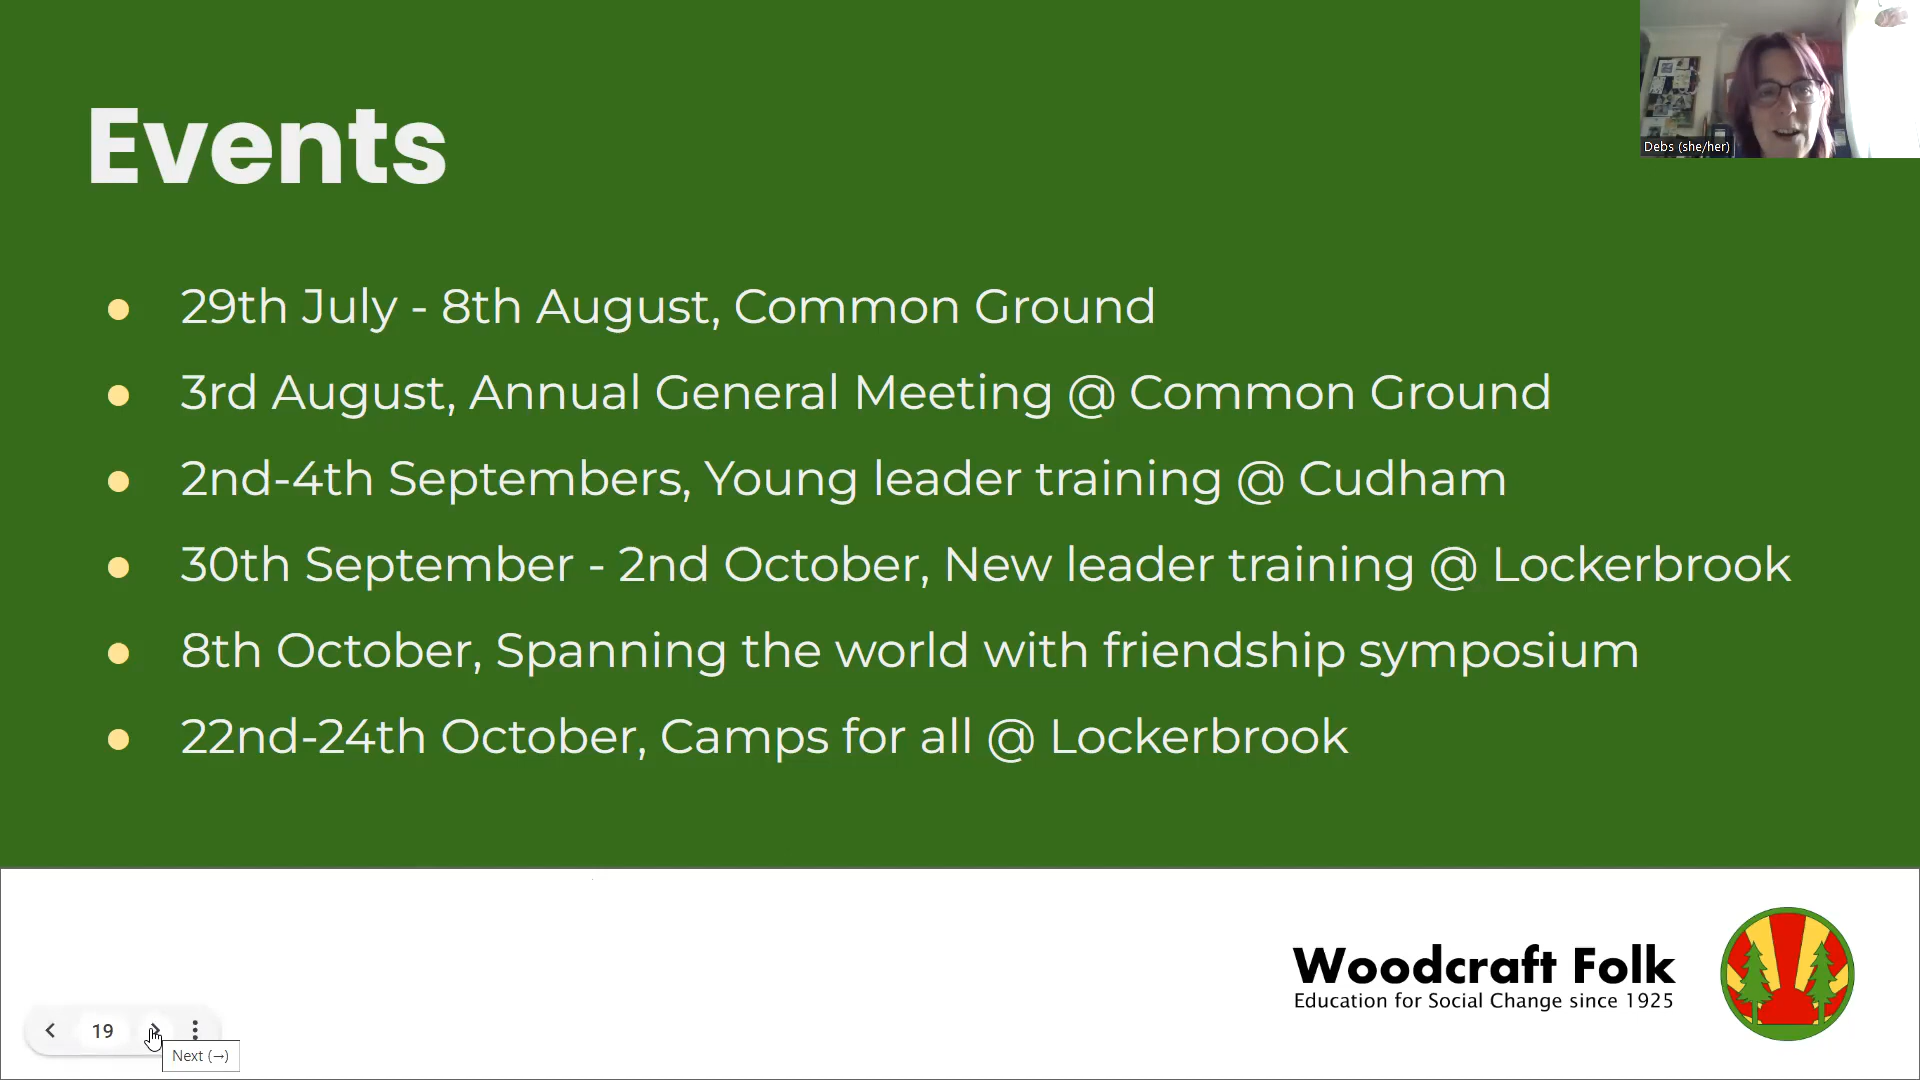 Events
Debs (she/her)
29th July - 8th August, Common Ground
3rd August, Annual General Meeting @ Common Ground
2nd-4th Septembers, Young leader training @ Cudham
30th September - 2nd October, New leader training @ Lockerbrook
8th October, Spanning the world with friendship symposium
22nd-24th October, Camps for all @ Lockerbrook
Woodcraft Folk
Education for Social Change since 1925
19
Next (→)